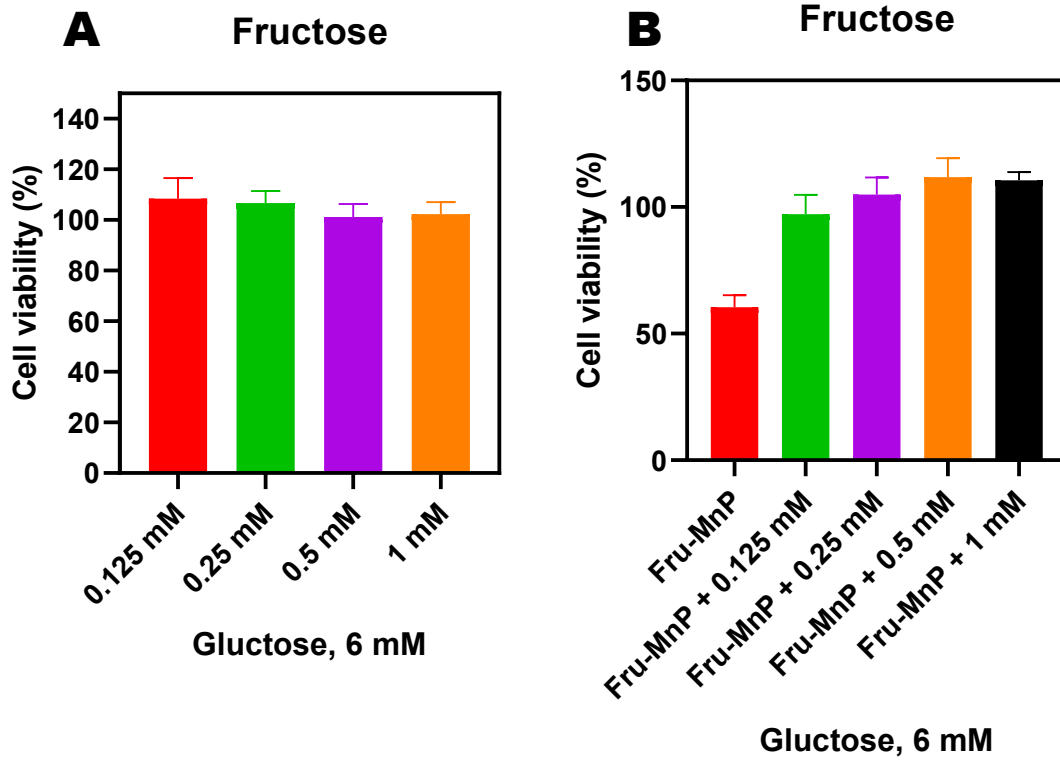 A
Fructose
Cell viability (%)
140
120
100
80
60
40
20
0
0.125 mM
0.25 mM
0.5 mM
1 mM
Gluctose, 6 mM
B
Fructose
Cell viability (%)
150
100
50
0
Fru-MnP
Fru-MnP + 0.125 mM
Fru-MnP + 0.25 mM
Fru-MnP + 0.5 mM
Fru-MnP + 1 mM
Gluctose, 6 mM